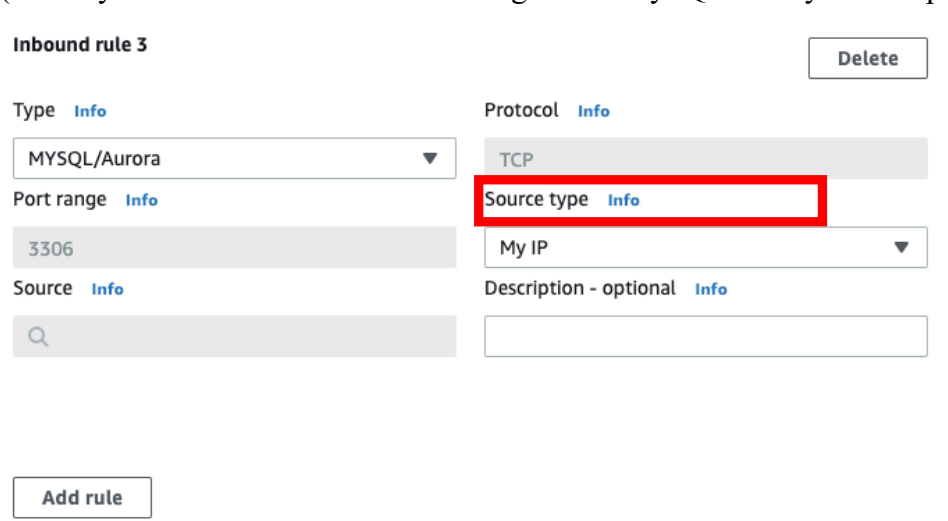 Inbound rule 3
Delete
Type Info
Protocol Info
MYSQL/Aurora
TCP
Port range Info
Source type Info
3306
My IP
Source Info
Description - optional Info
Add rule